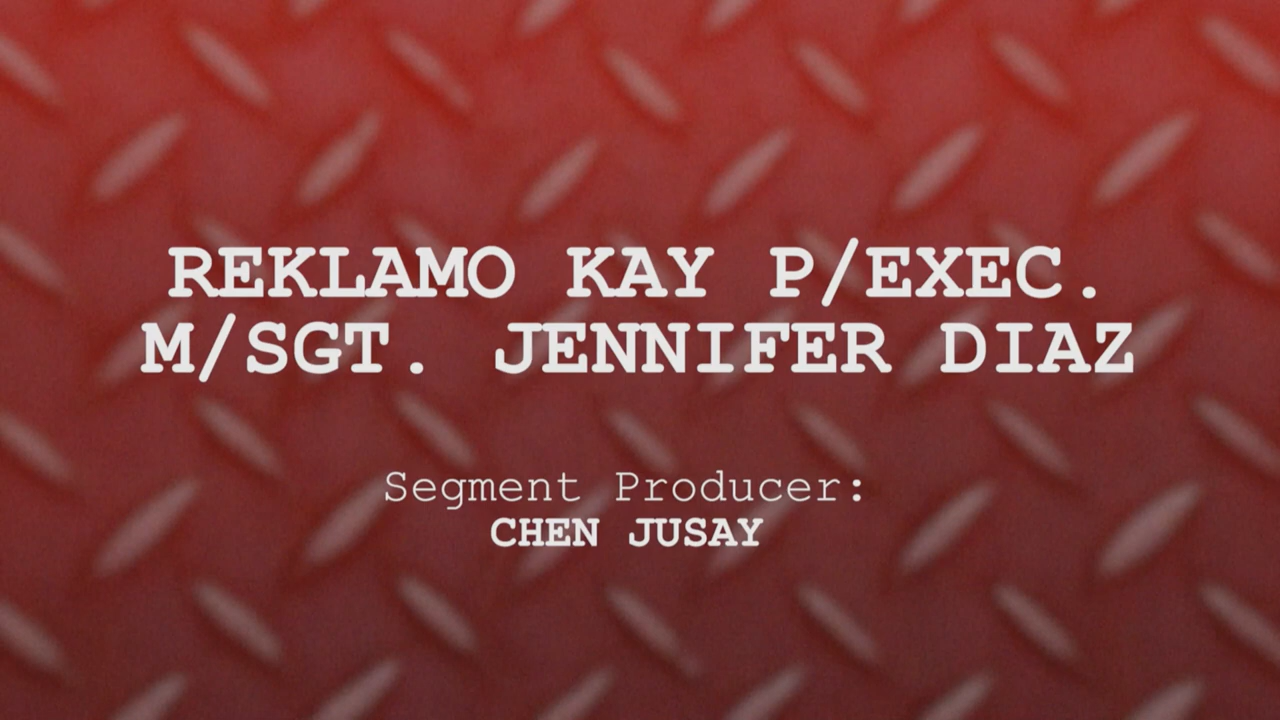 REKLAMO KAY P/EXEC.
M/SGT. JENNIFER DIAZ
Segment Producer:
CHEN JUSAY